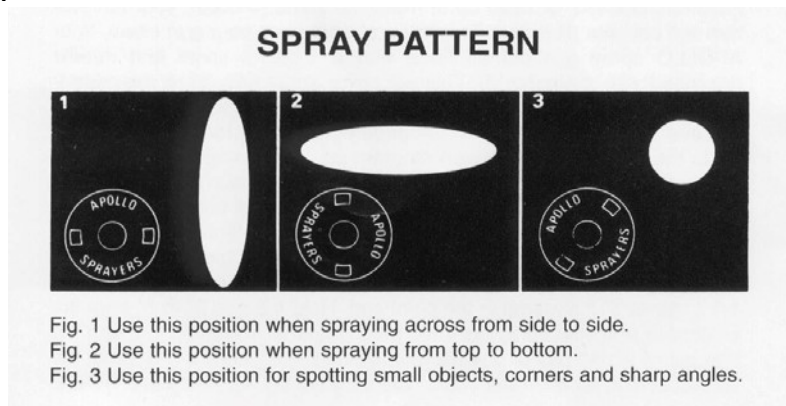 SPRAY PATTERN
1
2
3
APOLLO
SPRAYERS
APOLLO
SPRAYERS
APOLLO
SPRAYERS
Fig. 1 Use this position when spraying across from side to side.
Fig. 2 Use this position when spraying from top to bottom.
Fig. 3 Use this position for spotting small objects, corners and sharp angles.